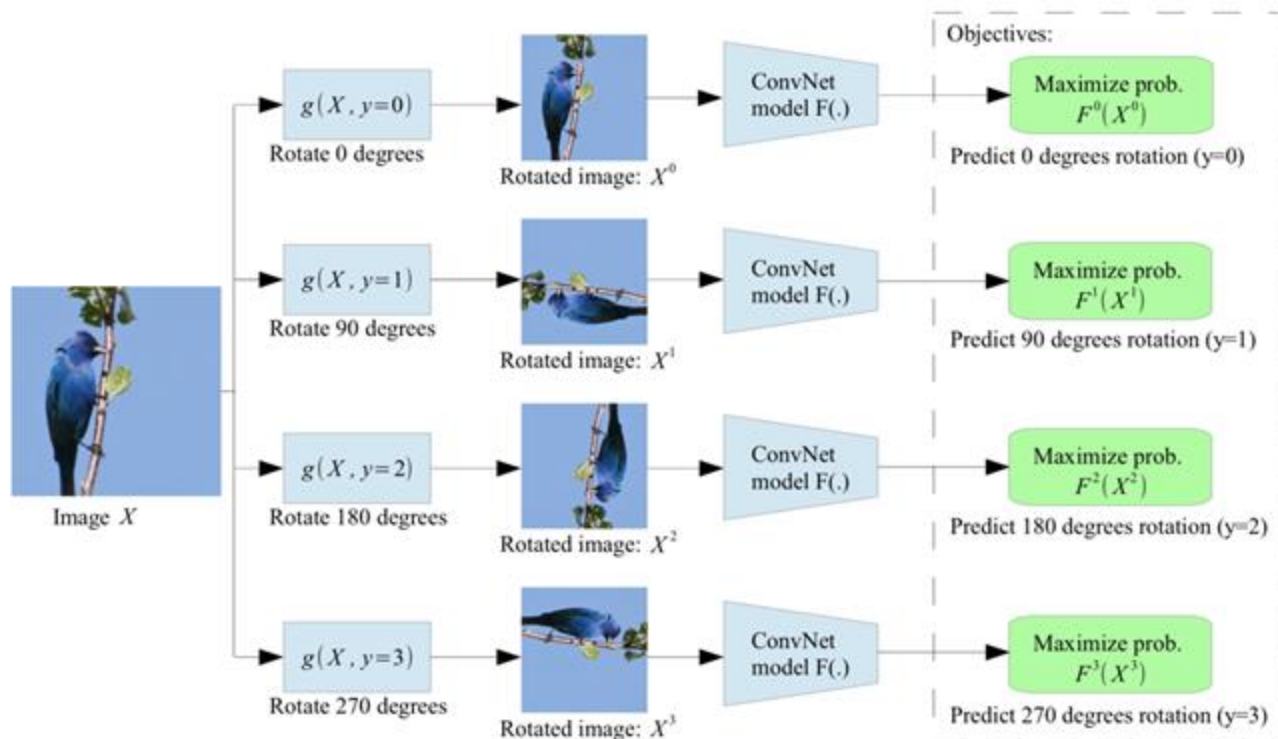 Objectives:
g(X, y=0)
Rotate 0 degrees
Rotated image: X⁰
ConvNet
model F(.)
Maximize prob.
F⁰(X⁰)
Predict 0 degrees rotation (y=0)
g(X, y=1)
Rotate 90 degrees
Rotated image: X¹
ConvNet
model F(.)
Maximize prob.
F¹(X¹)
Predict 90 degrees rotation (y=1)
Image X
g(X, y=2)
Rotate 180 degrees
Rotated image: X²
ConvNet
model F(.)
Maximize prob.
F²(X²)
Predict 180 degrees rotation (y=2)
g(X, y=3)
Rotate 270 degrees
Rotated image: X³
ConvNet
model F(.)
Maximize prob.
F³(X³)
Predict 270 degrees rotation (y=3)